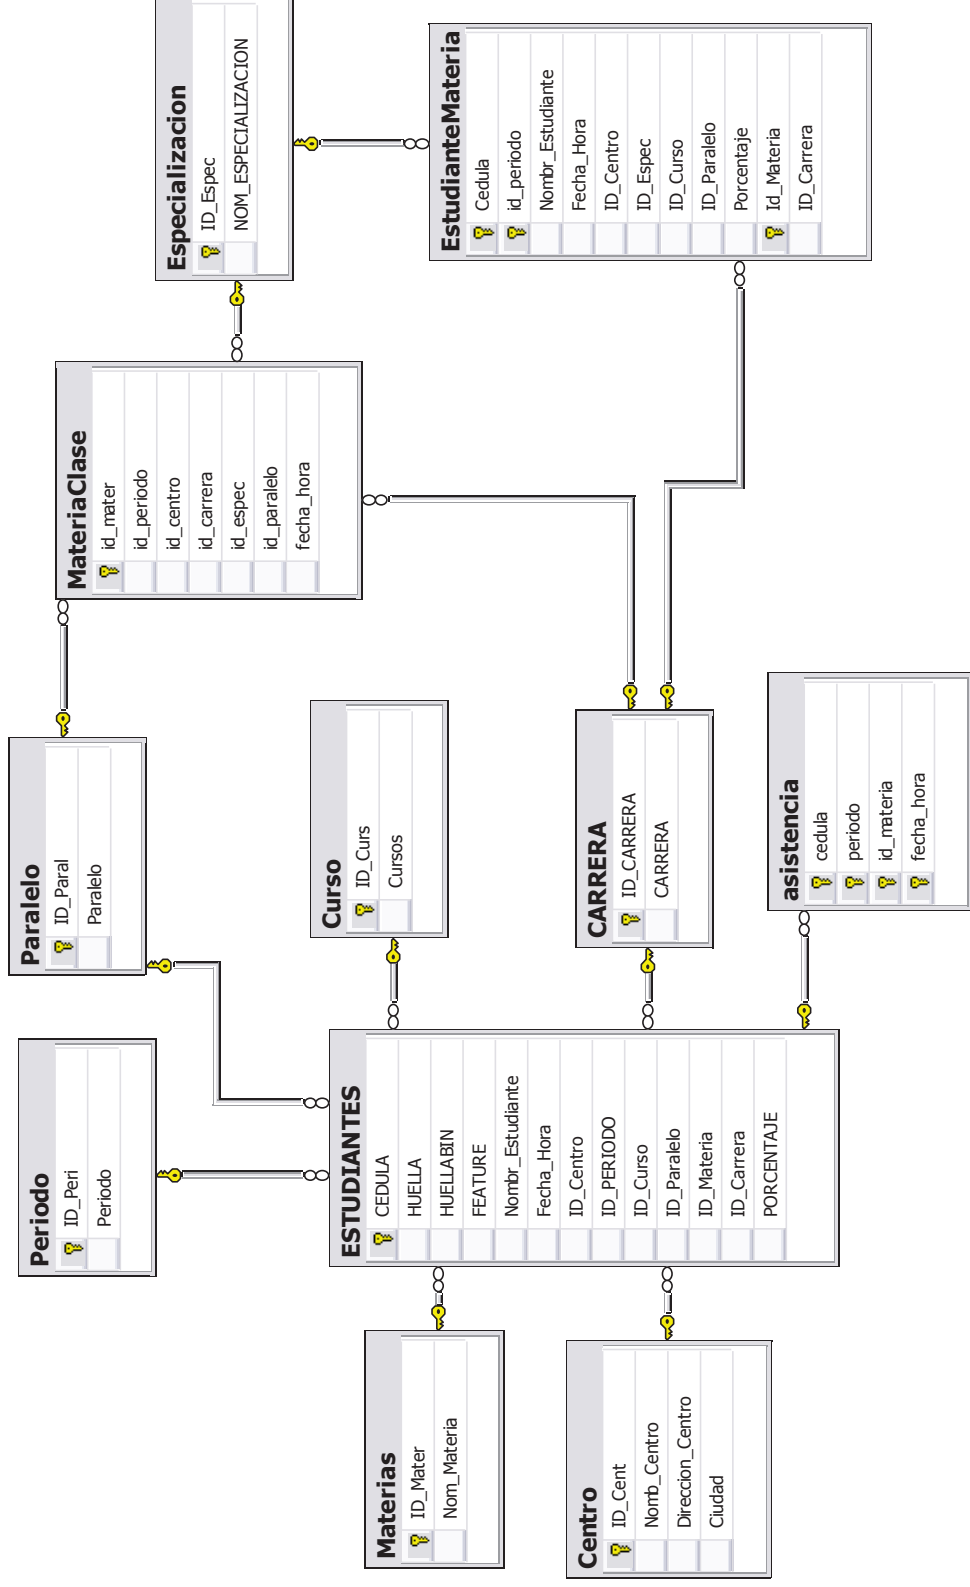 Materias
ID_Mater
Nom_Materia
Centro
ID_Cent
Nomb_Centro
Direccion_Centro
Ciudad
Periodo
ID_Peri
Periodo
ESTUDIANTES
CEDULA
HUELLA
HUELLABIN
FEATURE
Nombr_Estudiante
Fecha_Hora
ID_Centro
ID_PERIODO
ID_Curso
ID_Paralelo
ID_Materia
ID_Carrera
PORCENTAJE
Paralelo
ID_Paral
Paralelo
Curso
ID_Curs
Cursos
CARRERA
ID_CARRERA
CARRERA
asistencia
cedula
periodo
id_materia
fecha_hora
MateriaClase
id_mater
id_periodo
id_centro
id_carrera
id_espec
id_paralelo
fecha_hora
Especializacion
ID_Espec
NOM_ESPECIALIZACION
EstudianteMateria
Cedula
id_periodo
Nombr_Estudiante
Fecha_Hora
ID_Centro
ID_Espec
ID_Curso
ID_Paralelo
Porcentaje
Id_Materia
ID_Carrera